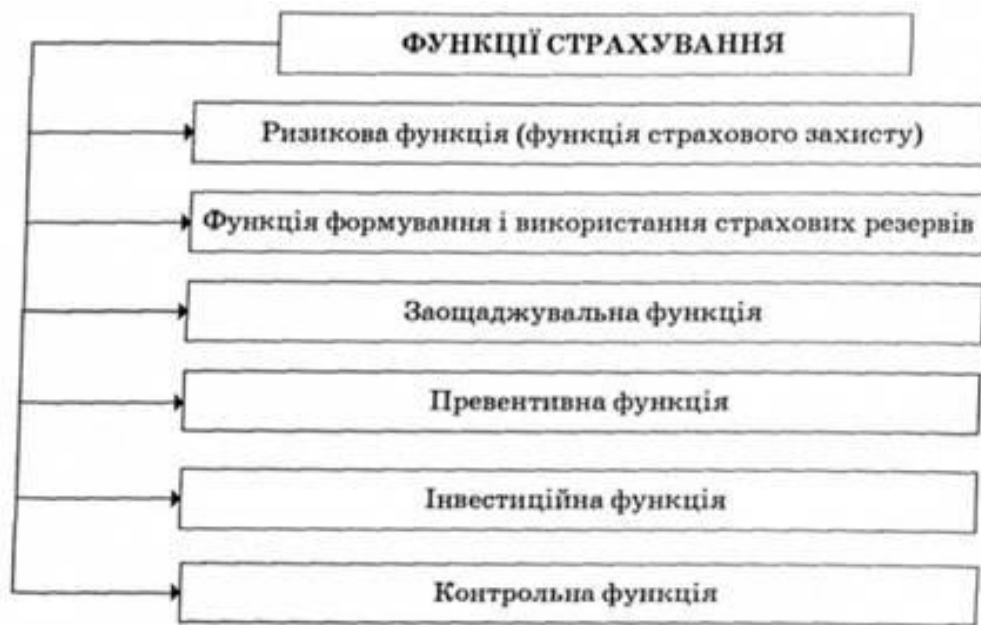 ФУНКЦІЇ СТРАХУВАННЯ
Ризикова функція (функція страхового захисту)
Функція формування і використання страхових резервів
Заощаджувальна функція
Превентивна функція
Інвестиційна функція
Контрольна функція